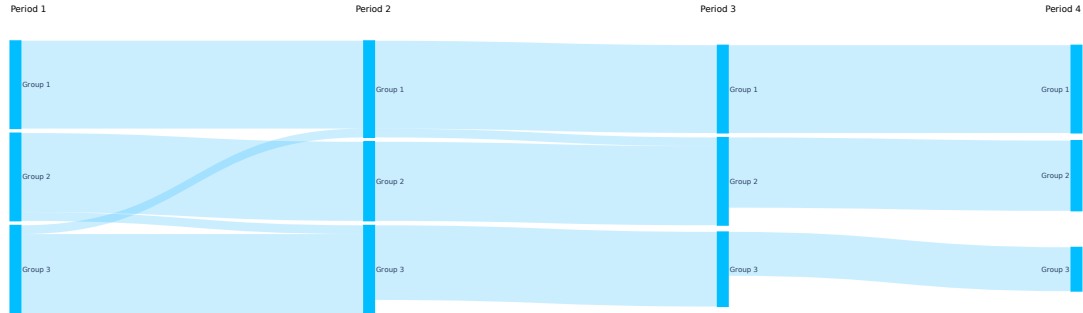 Period 1 Period 2 Period 3 Period 4
Group 1 Group 1 Group 1 Group 1
Group 2 Group 2 Group 2 Group 2
Group 3 Group 3 Group 3 Group 3